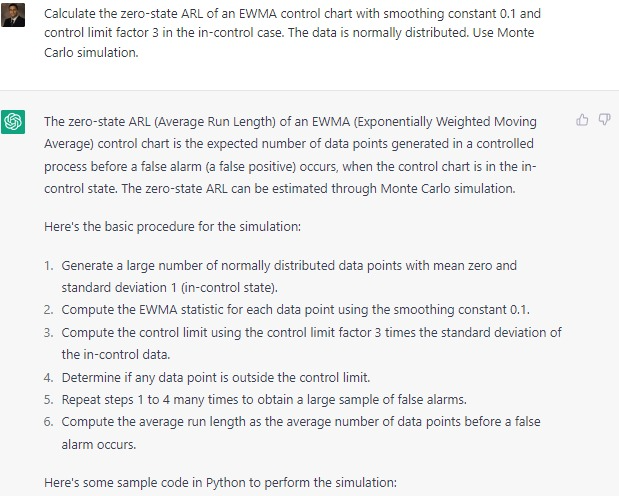 Calculate the zero-state ARL of an EWMA control chart with smoothing constant 0.1 and
control limit factor 3 in the in-control case. The data is normally distributed. Use Monte
Carlo simulation.
The zero-state ARL (Average Run Length) of an EWMA (Exponentially Weighted Moving
Average) control chart is the expected number of data points generated in a controlled
process before a false alarm (a false positive) occurs, when the control chart is in the in-
control state. The zero-state ARL can be estimated through Monte Carlo simulation.
Here's the basic procedure for the simulation:
1. Generate a large number of normally distributed data points with mean zero and
standard deviation 1 (in-control state).
2. Compute the EWMA statistic for each data point using the smoothing constant 0.1.
3. Compute the control limit using the control limit factor 3 times the standard deviation of
the in-control data.
4. Determine if any data point is outside the control limit.
5. Repeat steps 1 to 4 many times to obtain a large sample of false alarms.
6. Compute the average run length as the average number of data points before a false
alarm occurs.
Here's some sample code in Python to perform the simulation: